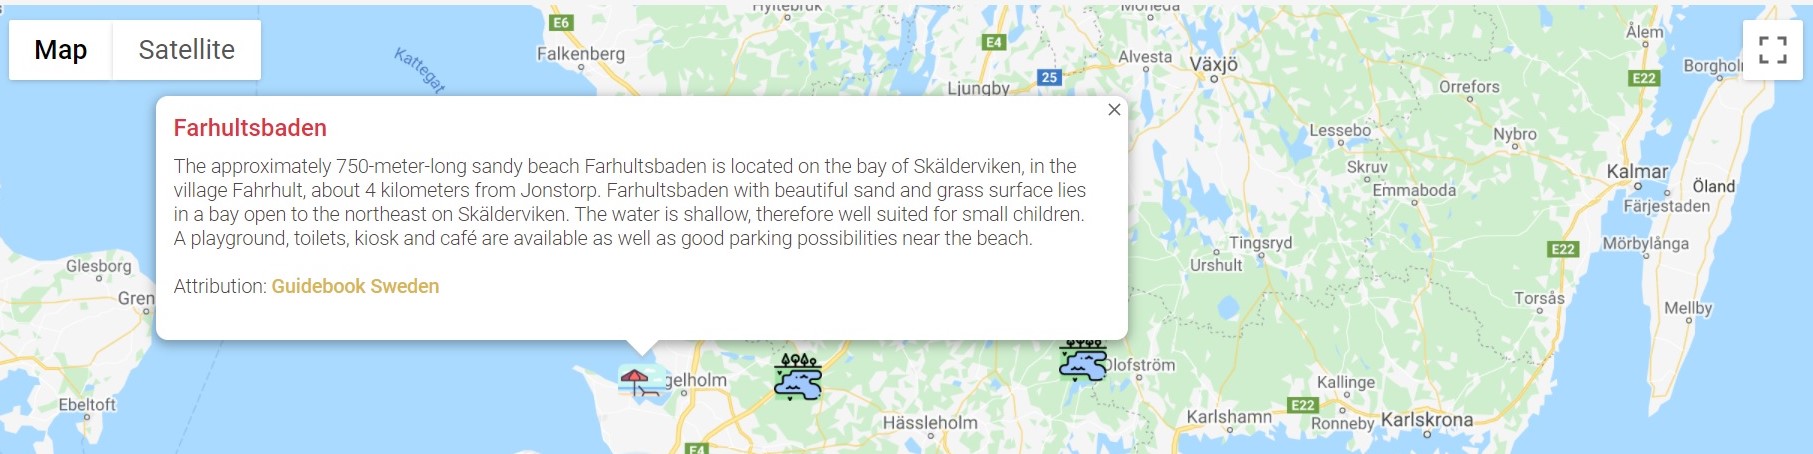 Hyltebruk
Moheda
E6
Ålem
Map
Satellite
Kattegat
Falkenberg
E4
Alvesta
Växjö
Borghol
25
E22
Ljungby
Orrefors
Farhultsbaden
Lessebo
Nybro
The approximately 750-meter-long sandy beach Farhultsbaden is located on the bay of Skälderviken, in the
village Fahrhult, about 4 kilometers from Jonstorp. Farhultsbaden with beautiful sand and grass surface lies
in a bay open to the northeast on Skälderviken. The water is shallow, therefore well suited for small children.
A playground, toilets, kiosk and café are available as well as good parking possibilities near the beach.
Attribution: Guidebook Sweden
Skruv
Kalmar
Emmaboda
Öland
Färjestaden
Tingsryd
Mörbylånga
E22
Urshult
Glesborg
Gren
Torsås
Mellby
Olofström
gelholm
Kallinge
Ebeltoft
E22
Hässleholm
Karlshamn
Ronneby
Karlskrona
E4